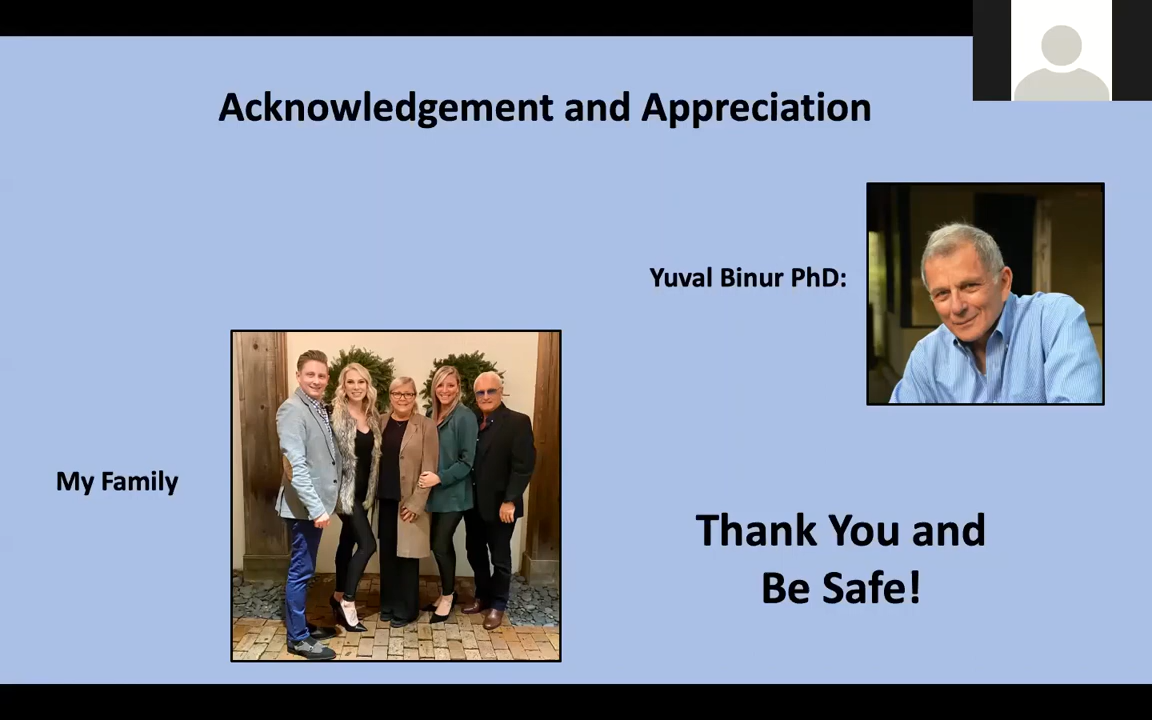 Acknowledgement and Appreciation
Yuval Binur PhD:
My Family
Thank You and
Be Safe!